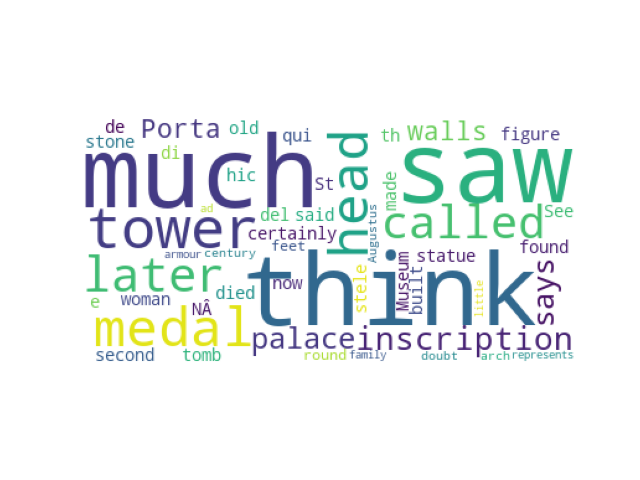 de Porta old qui th walls figure
stone di much head saw
hic St made
ad del said called See
tower certainly Augustus
armour century feet think statue found
later stele Museum built little says
e woman died now
NÂ medal palace inscription
second tomb round family doubt arch represents